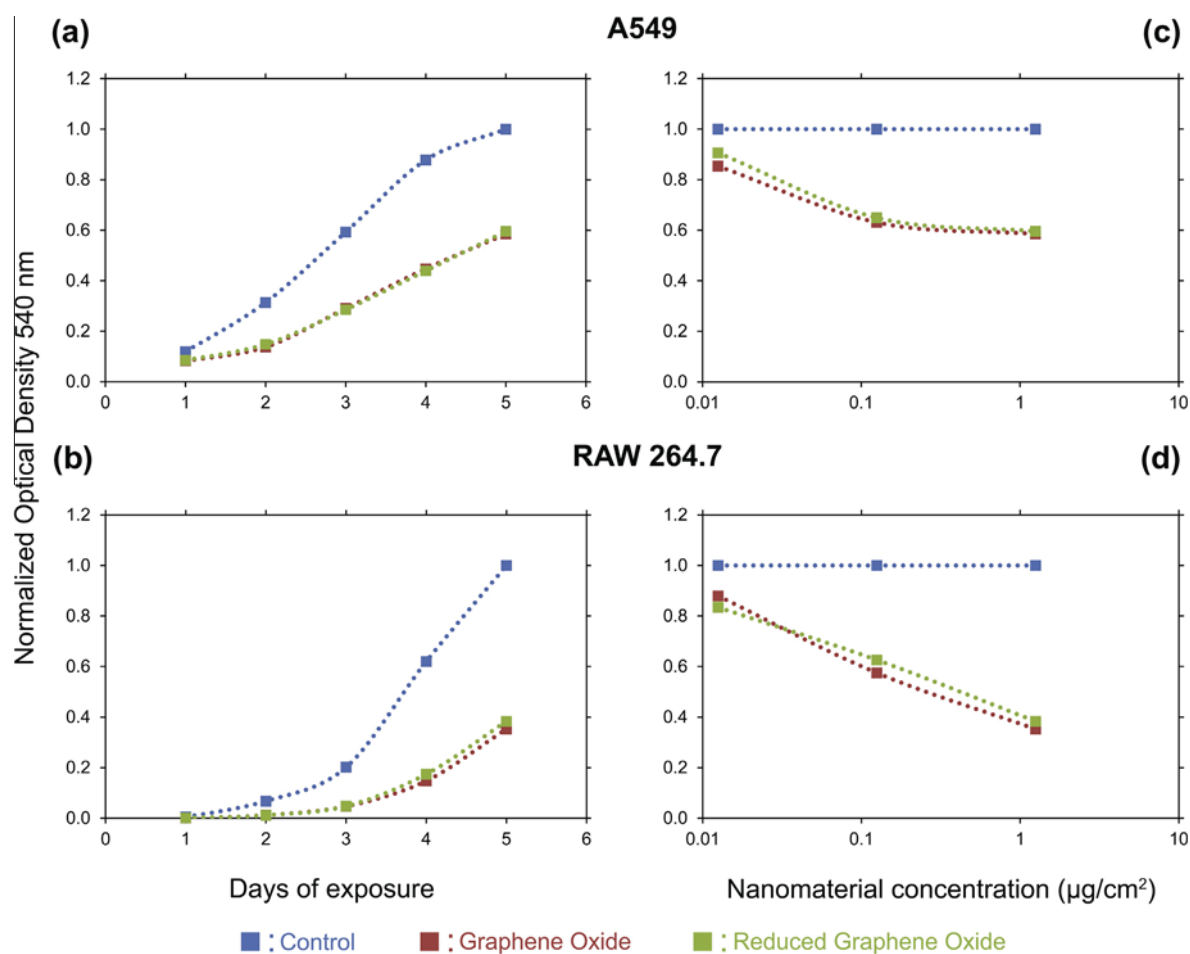 (a) A549 (c)
1.2 1.2
1.0 1.0
0.8 0.8
0.6 0.6
0.4 0.4
0.2 0.2
0.0 0.0
0 1 2 3 4 5 6 0.01 0.1 1 10
(b) RAW 264.7 (d)
1.2 1.2
1.0 1.0
0.8 0.8
0.6 0.6
0.4 0.4
0.2 0.2
0.0 0.0
0 1 2 3 4 5 6 0.01 0.1 1 10
Normalized Optical Density 540 nm
Days of exposure Nanomaterial concentration (µg/cm²)
: Control : Graphene Oxide : Reduced Graphene Oxide